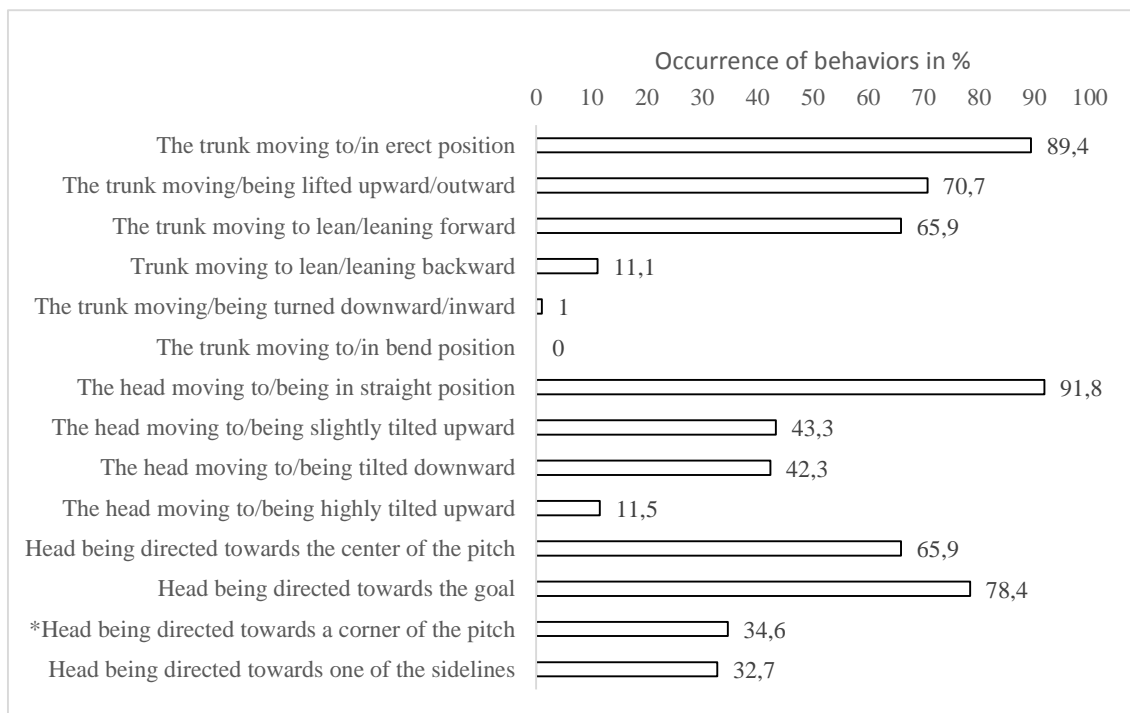 Occurrence of behaviors in %
0 10 20 30 40 50 60 70 80 90 100
The trunk moving to/in erect position 89,4
The trunk moving/being lifted upward/outward 70,7
The trunk moving to lean/leaning forward 65,9
Trunk moving to lean/leaning backward 11,1
The trunk moving/being turned downward/inward 1
The trunk moving to/in bend position 0
The head moving to/being in straight position 91,8
The head moving to/being slightly tilted upward 43,3
The head moving to/being tilted downward 42,3
The head moving to/being highly tilted upward 11,5
Head being directed towards the center of the pitch 65,9
Head being directed towards the goal 78,4
*Head being directed towards a corner of the pitch 34,6
Head being directed towards one of the sidelines 32,7